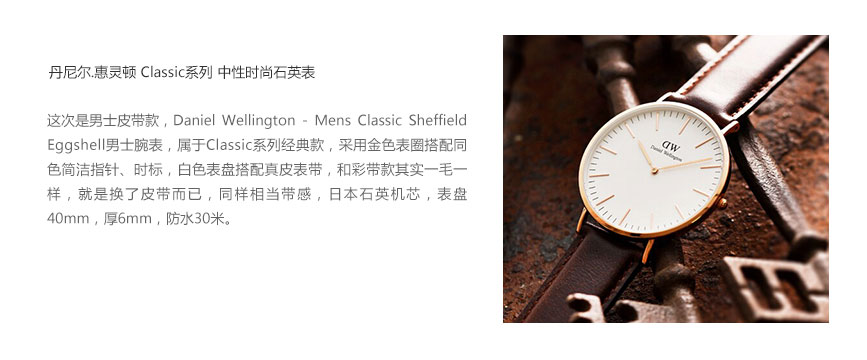 丹尼尔.惠灵顿 Classic系列 中性时尚石英表
这次是男士皮带款，Daniel Wellington - Mens Classic Sheffield
Eggshell男士腕表，属于Classic系列经典款，采用金色表圈搭配同
色简洁指针、时标，白色表盘搭配真皮表带，和彩带款其实一毛一
样，就是换了皮带而已，同样相当带感，日本石英机芯，表盘
40mm，厚6mm，防水30米。
DW
Daniel Wellington